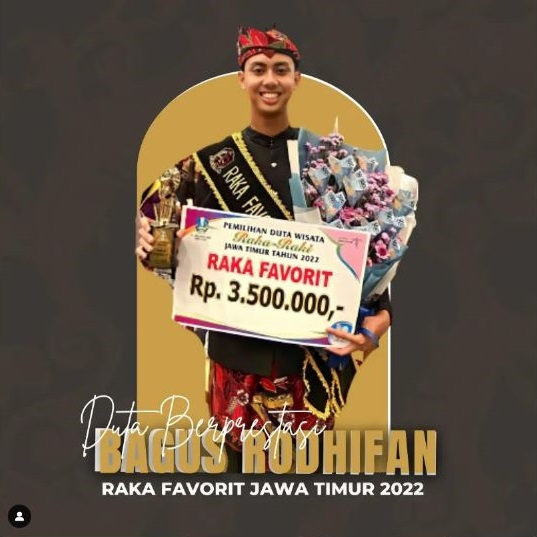 RAKA FAVO
PEMILIHAN DUTA WISATA
Raka-Raki
JAWA TIMUR TAHUN 2022
RAKA FAVORIT
Rp. 3.500.000,-
Duta Berprestasi
BAGUS RODHIFAN
RAKA FAVORIT JAWA TIMUR 2022